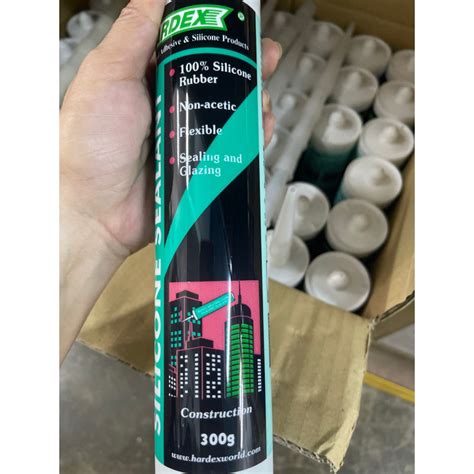 RDEX
Adhesive & Silicone Products
100% Silicone
Rubber
Non-acetic
Flexible
Sealing and
Glazing
SILICONE SEALANT
Construction
300g
www.hardexworld.com